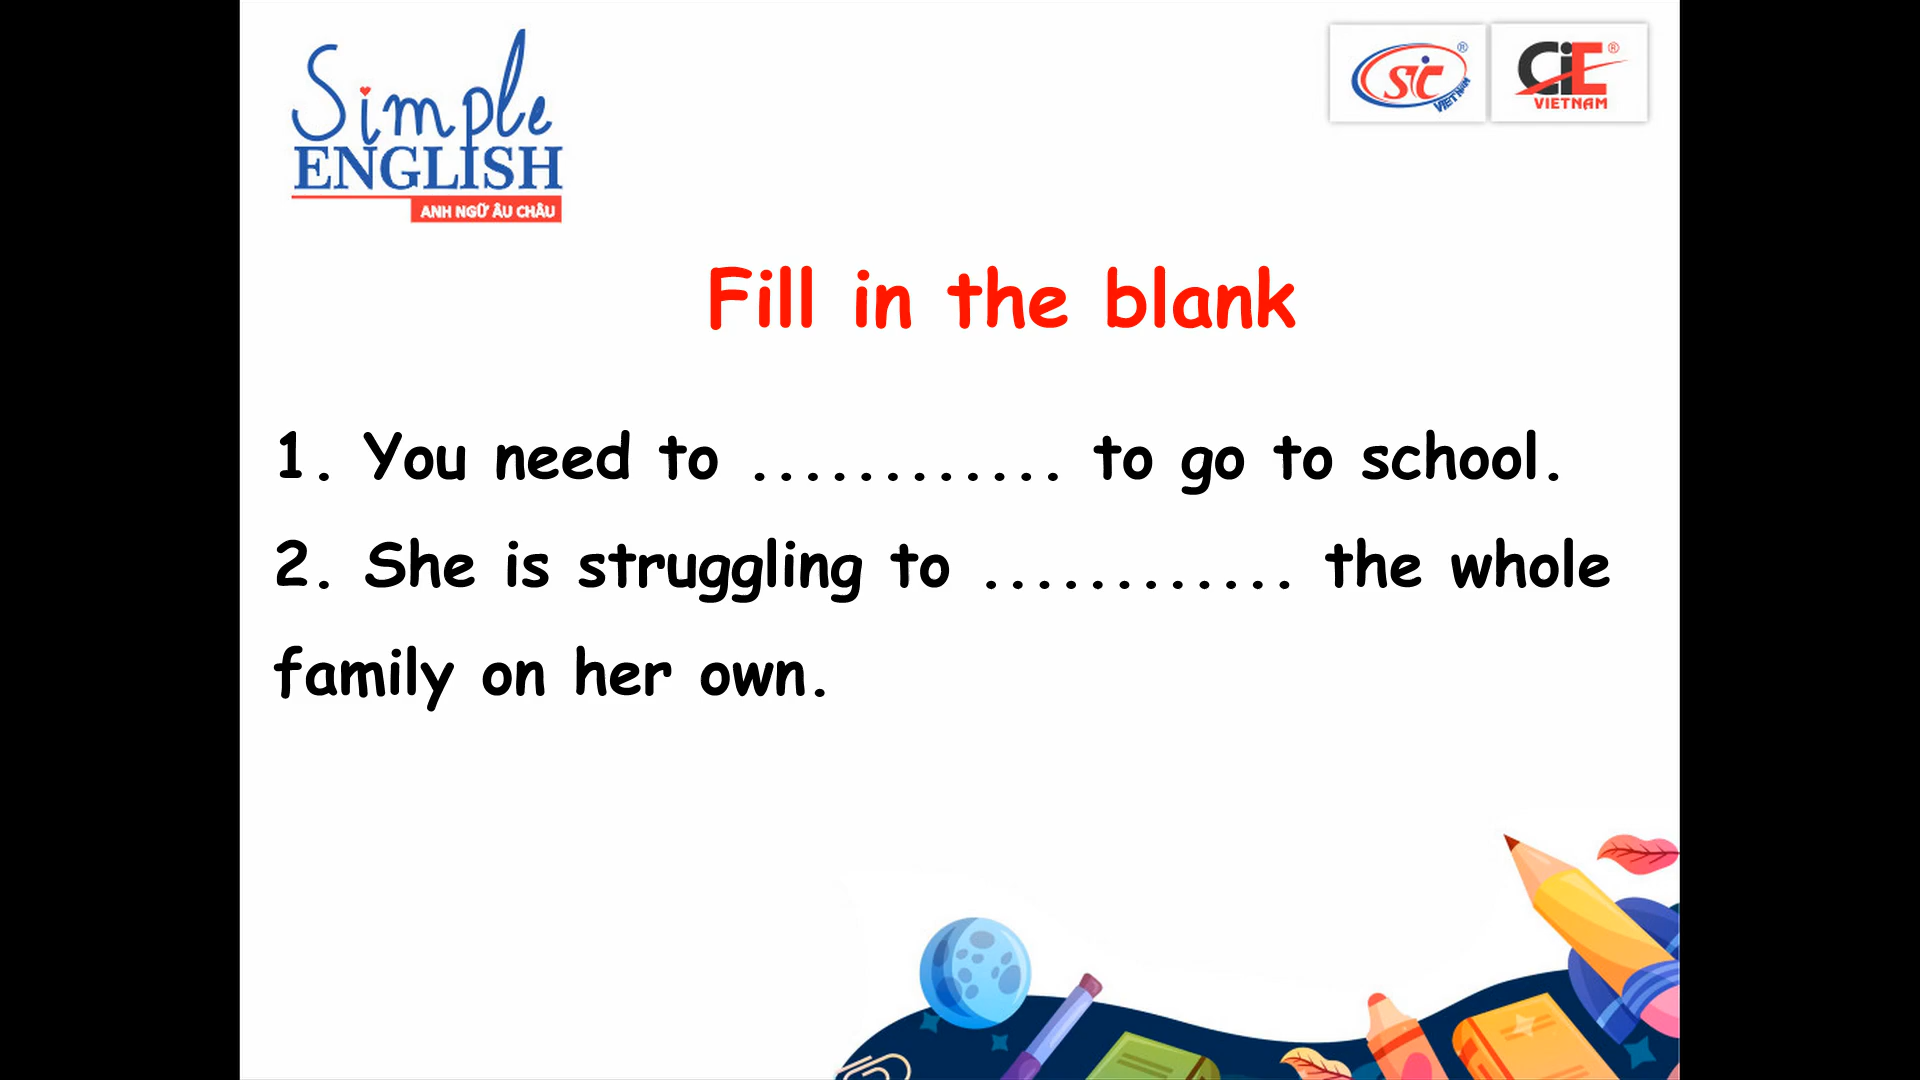 Simple
ENGLISH
ANH NGỮ ÂU CHÂU
SIC ®
VIETNAM
CIE ®
VIETNAM
Fill in the blank
1. You need to ............ to go to school.
2. She is struggling to ............ the whole
family on her own.